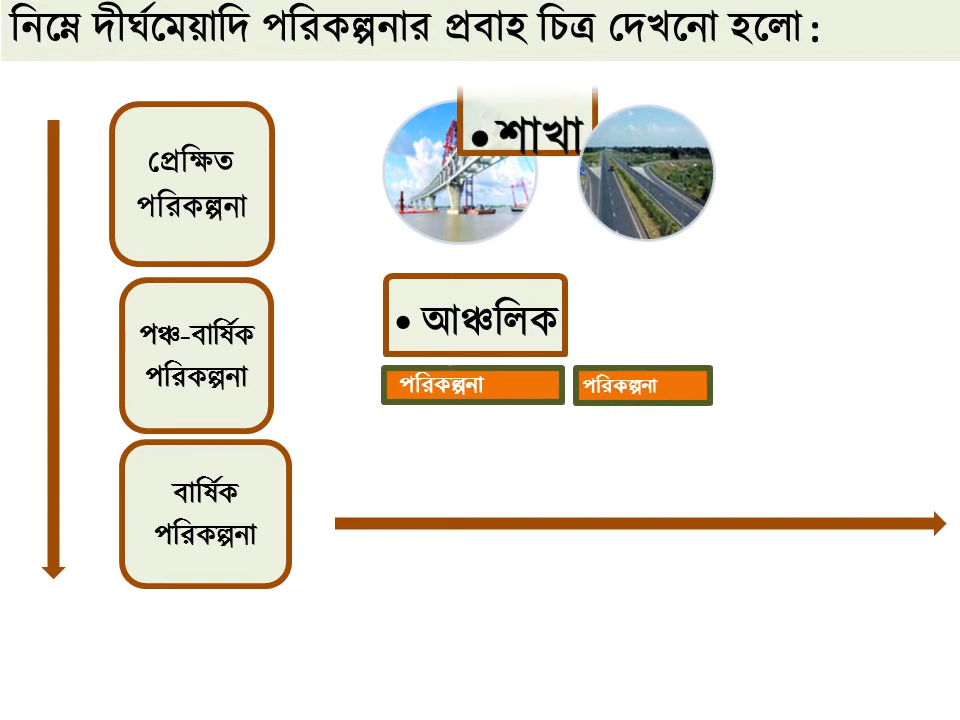 নিম্নে দীর্ঘমেয়াদি পরিকল্পনার প্রবাহ চিত্র দেখনো হলো :
প্রেক্ষিত
পরিকল্পনা
• শাখা
পঞ্চ-বার্ষিক
পরিকল্পনা
• আঞ্চলিক
পরিকল্পনা
পরিকল্পনা
বার্ষিক
পরিকল্পনা